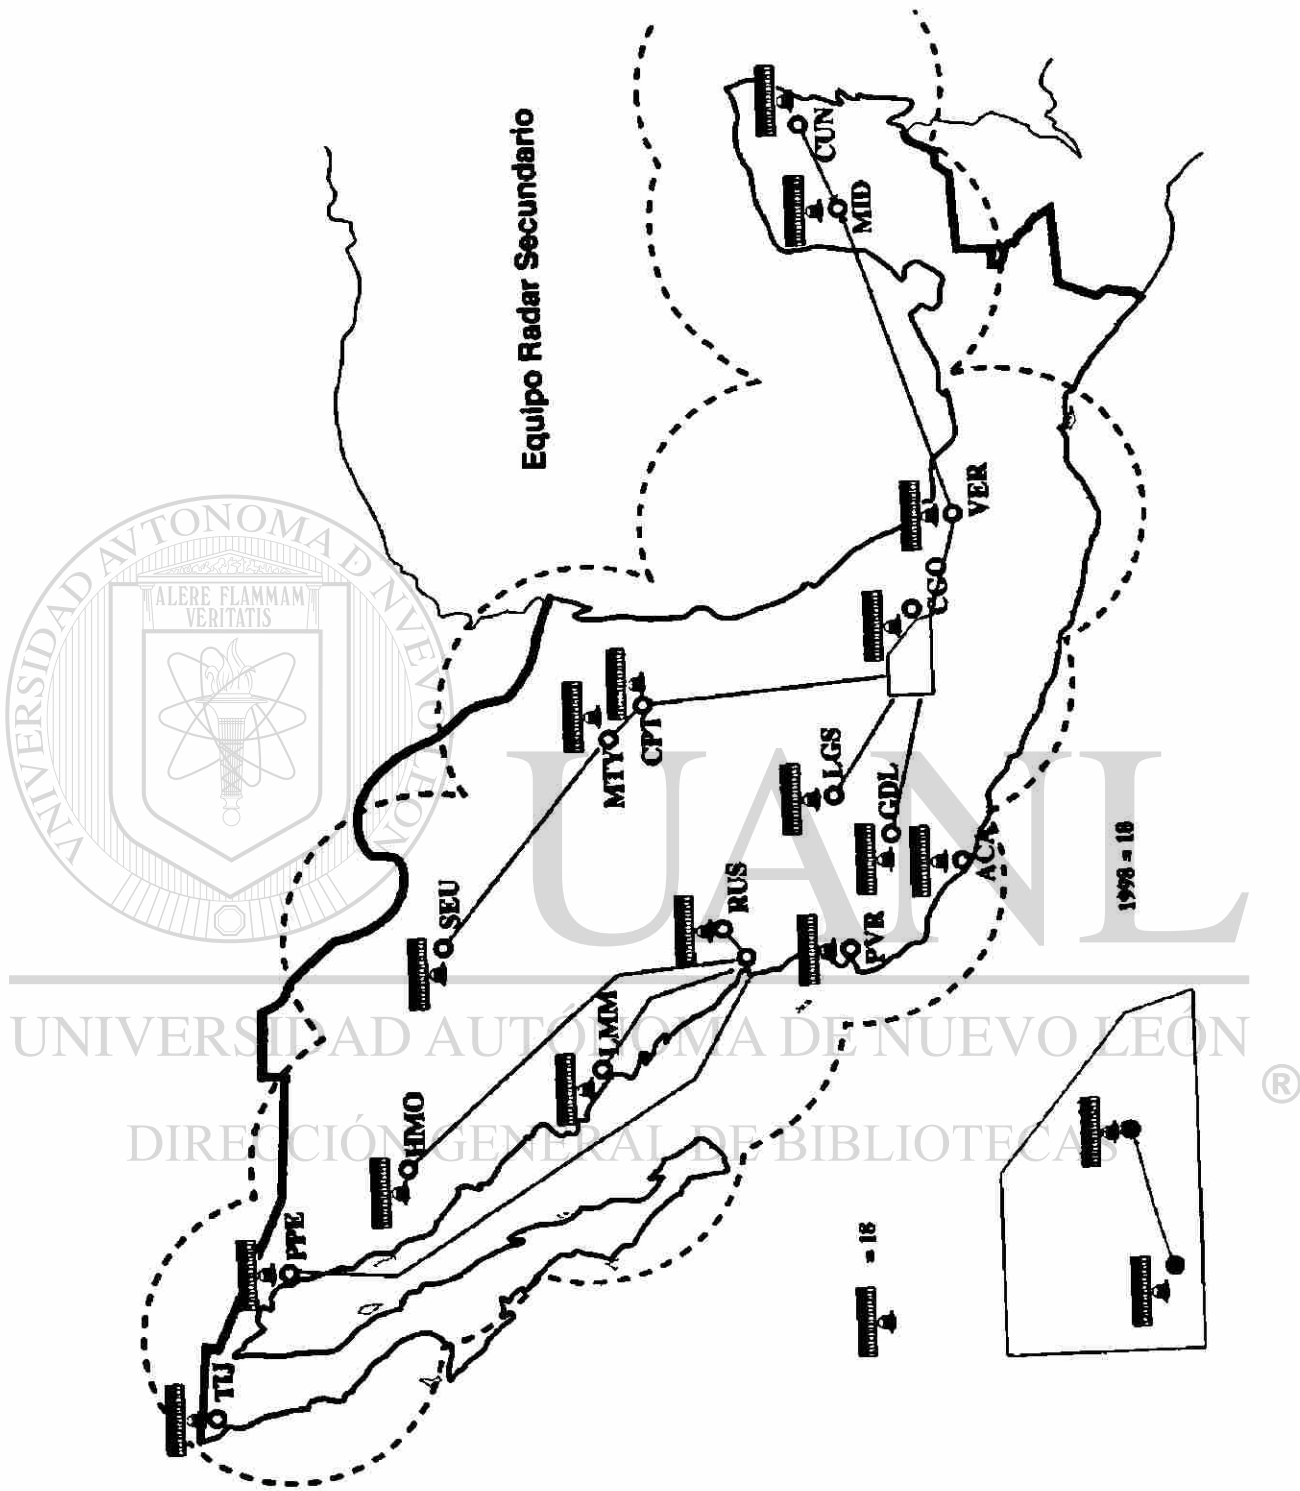 Equipo Radar Secundario
CUN
MID
VER
CGO
MTY
CPT
LGS
GDL
ACA
SEU
RUS
PVR
LMM
HMO
PPE
TIJ
= 18
1998 = 18
UNIVERSIDAD AVTONOMA DE NVEVO LEON
ALERE FLAMMAM
VERITATIS
UANL
UNIVERSIDAD AUTÓNOMA DE NUEVO LEÓN
®
DIRECCIÓN GENERAL DE BIBLIOTECAS